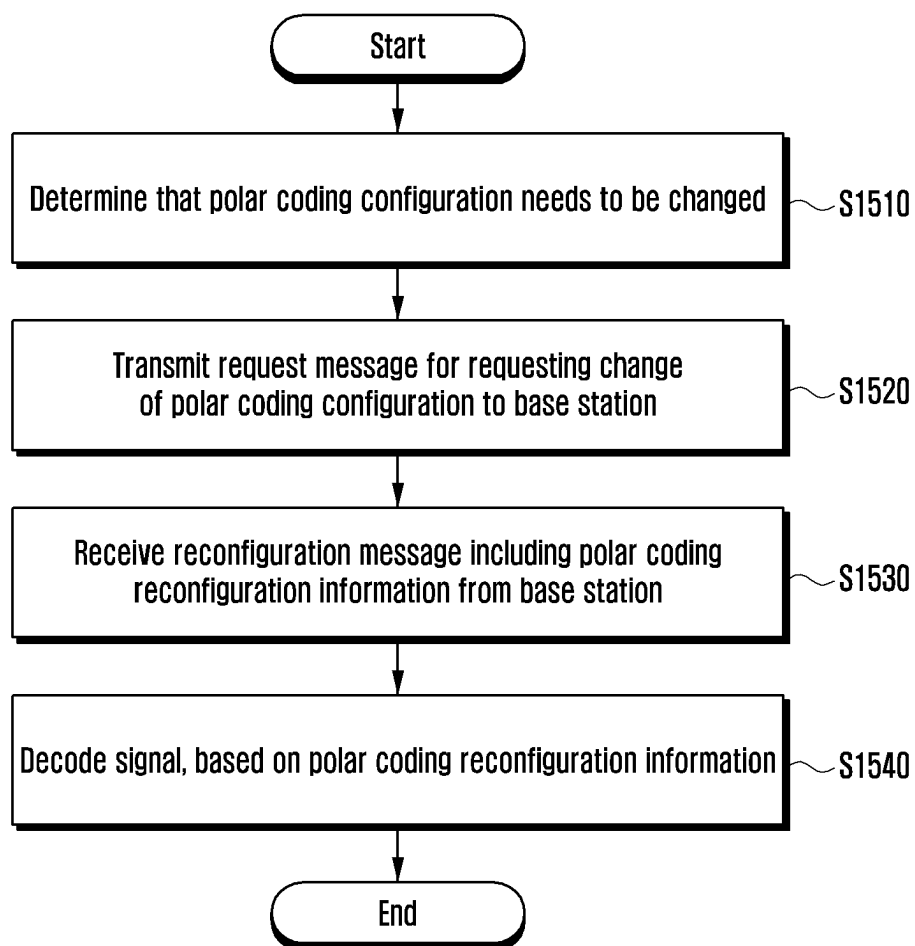 Start
Determine that polar coding configuration needs to be changed
S1510
Transmit request message for requesting change
of polar coding configuration to base station
S1520
Receive reconfiguration message including polar coding
reconfiguration information from base station
S1530
Decode signal, based on polar coding reconfiguration information
S1540
End